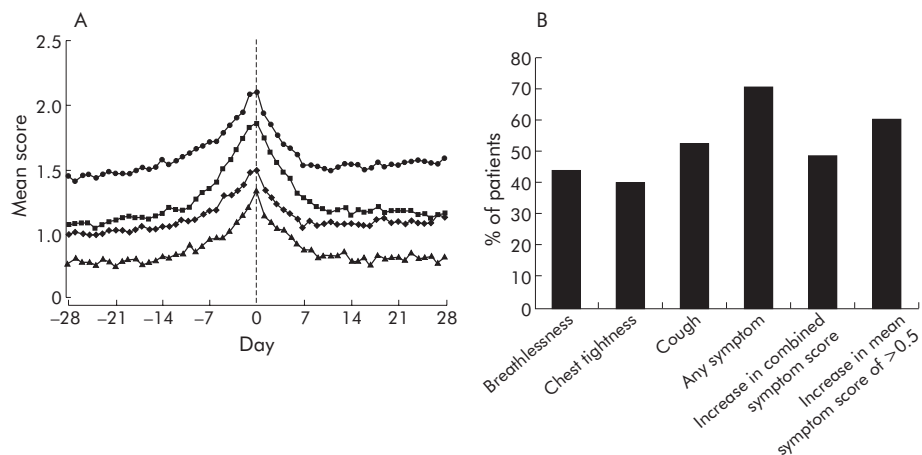 A
2.5
2.0
1.5
1.0
0
Mean score
–28
–21
–14
–7
0
7
14
21
28
Day
B
80
70
60
50
40
30
20
10
0
% of patients
Breathlessness
Chest tightness
Cough
Any symptom
Increase in combined
symptom score
Increase in mean
symptom score of >0.5